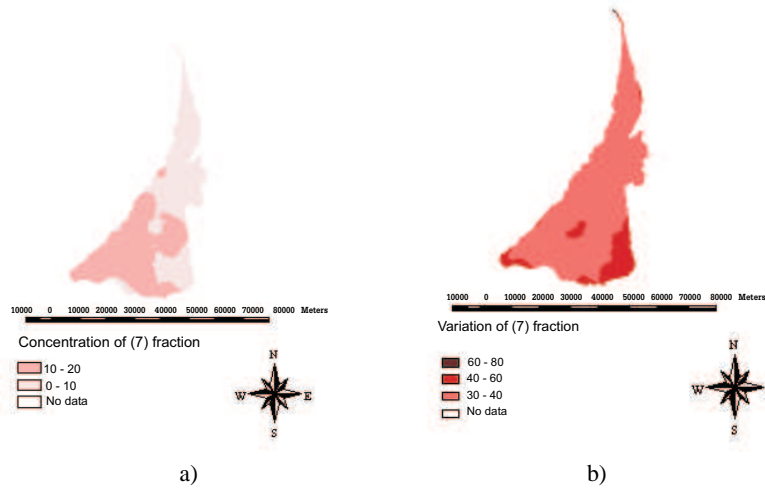 10000 0 10000 20000 30000 40000 50000 60000 70000 80000 Meters
Concentration of (7) fraction
10 - 20
0 - 10
No data
N
W E
S
a)
10000 0 10000 20000 30000 40000 50000 60000 70000 80000 Meters
Variation of (7) fraction
60 - 80
40 - 60
30 - 40
No data
N
W
S
b)